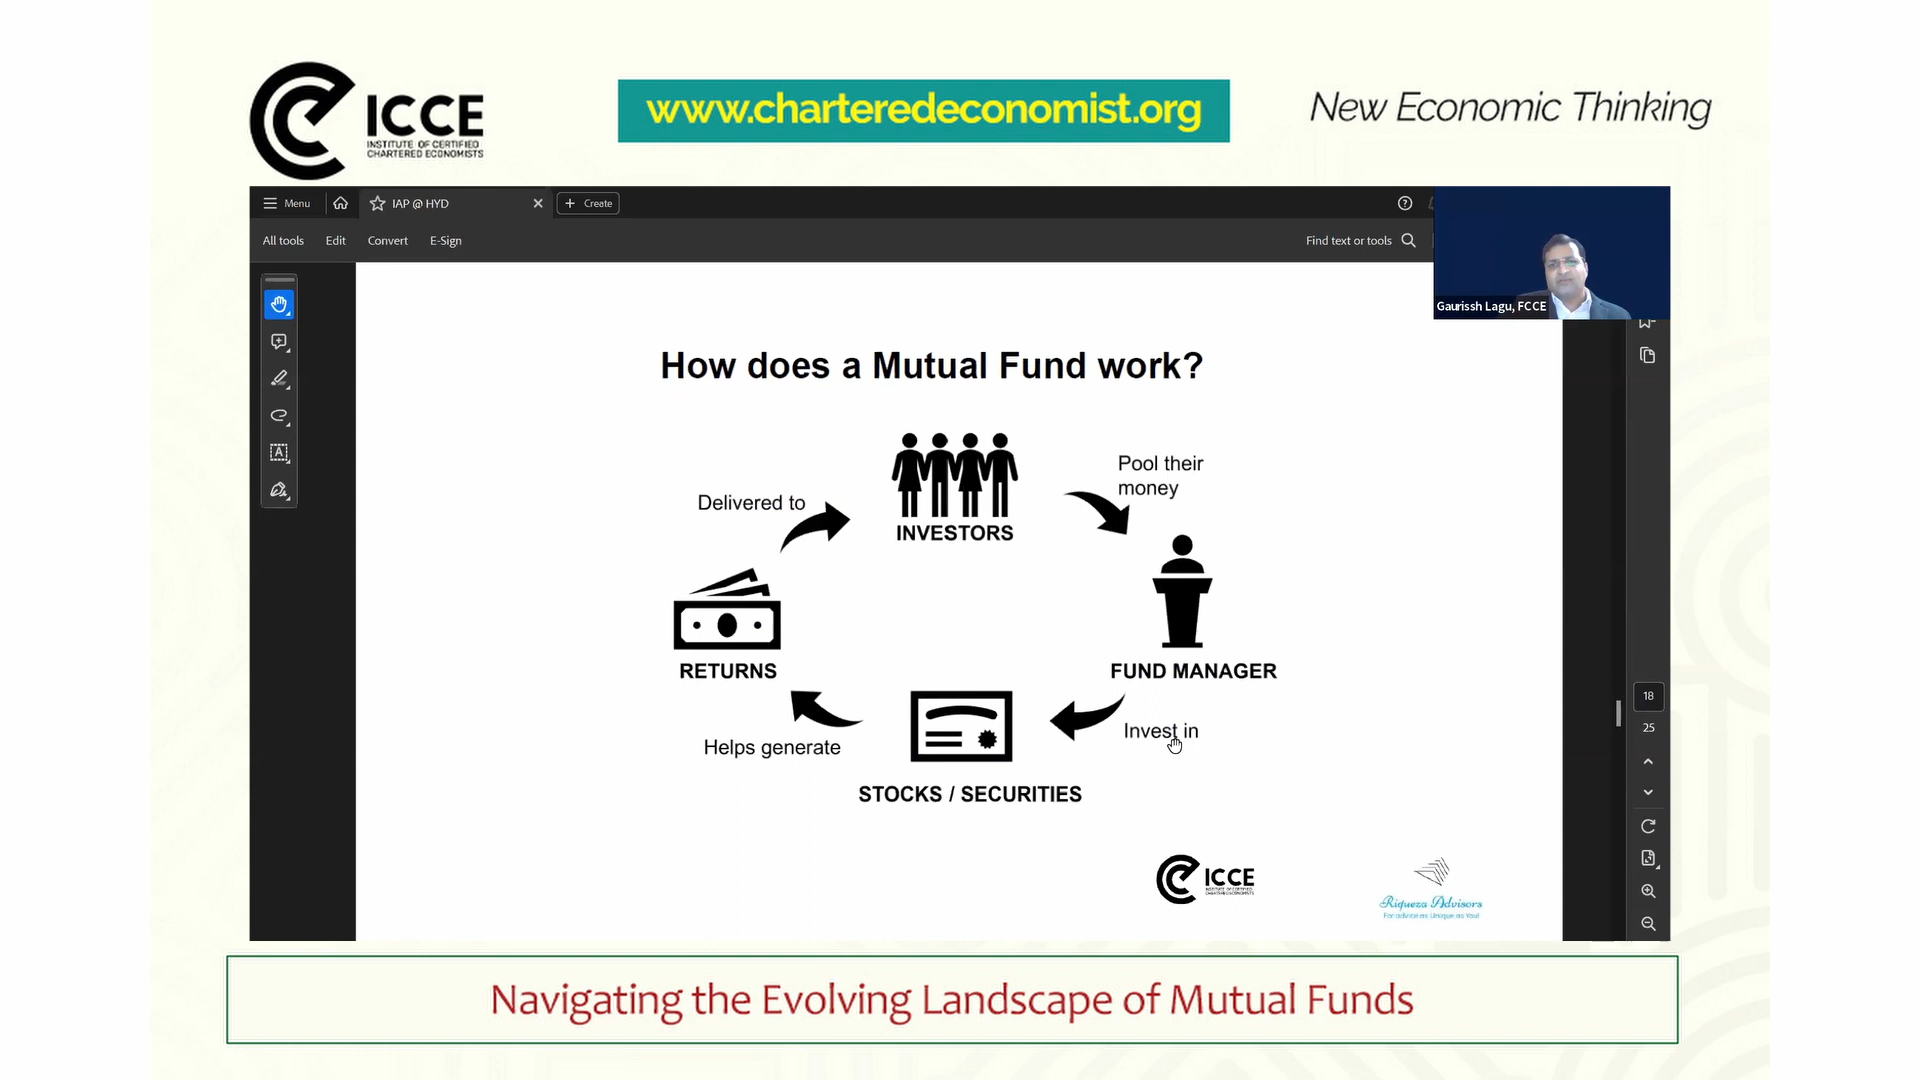 ICCE
INSTITUTE OF CERTIFIED
CHARTERED ECONOMISTS
www.charteredeconomist.org
New Economic Thinking
Menu
IAP @ HYD
Create
All tools
Edit
Convert
E-Sign
Find text or tools
Gaurissh Lagu, FCCE
How does a Mutual Fund work?
Pool their
money
Delivered to
INVESTORS
RETURNS
FUND MANAGER
Invest in
Helps generate
STOCKS / SECURITIES
18
25
ICCE
INSTITUTE OF CERTIFIED
CHARTERED ECONOMISTS
Riqueza Advisors
For advice as Unique as You!
Navigating the Evolving Landscape of Mutual Funds